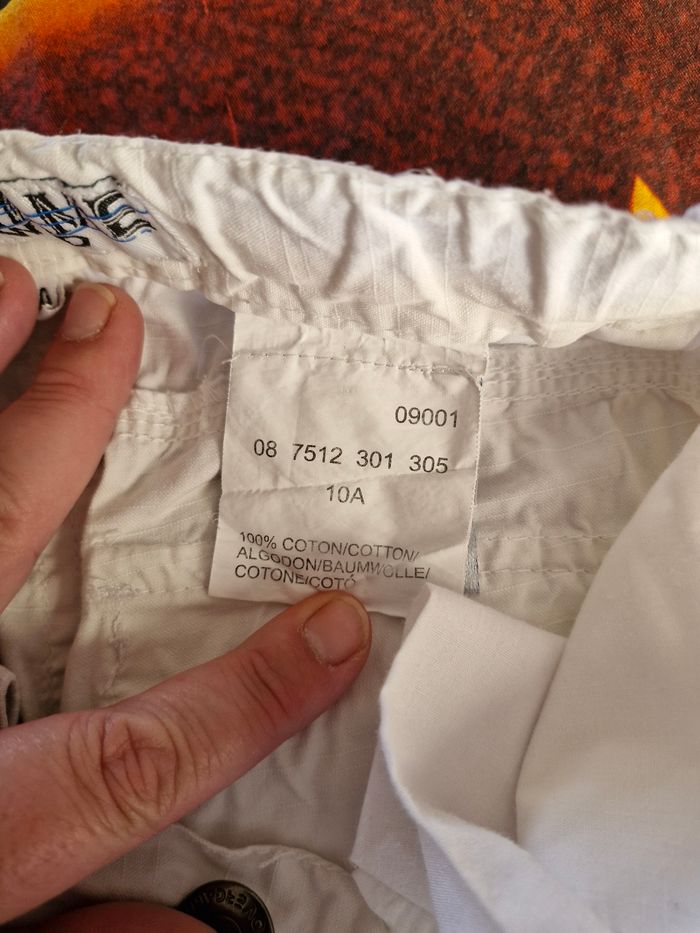 09001
08 7512 301 305
10A
100% COTON/COTTON/
ALGODON/BAUMWOLLE/
COTONE/COTÓ